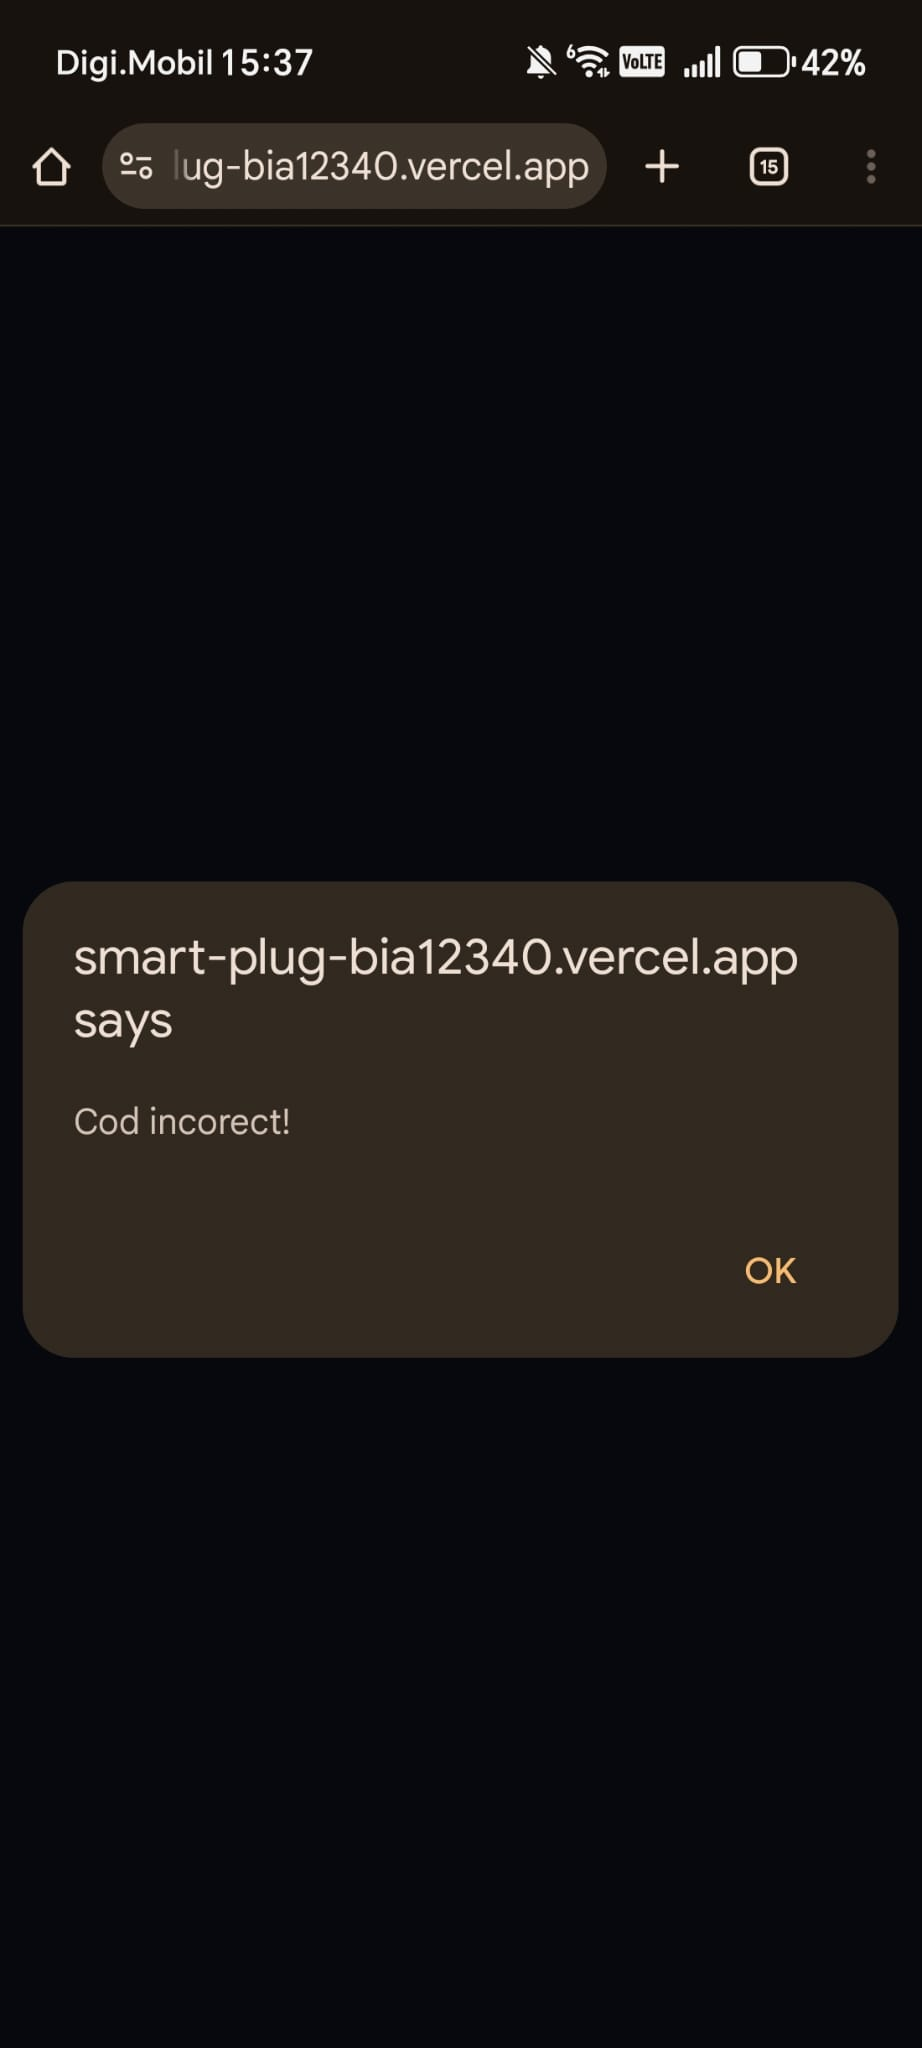 Digi.Mobil 15:37 6 VoLTE 42%
lug-bia12340.vercel.app 15
smart-plug-bia12340.vercel.app
says
Cod incorect!
OK